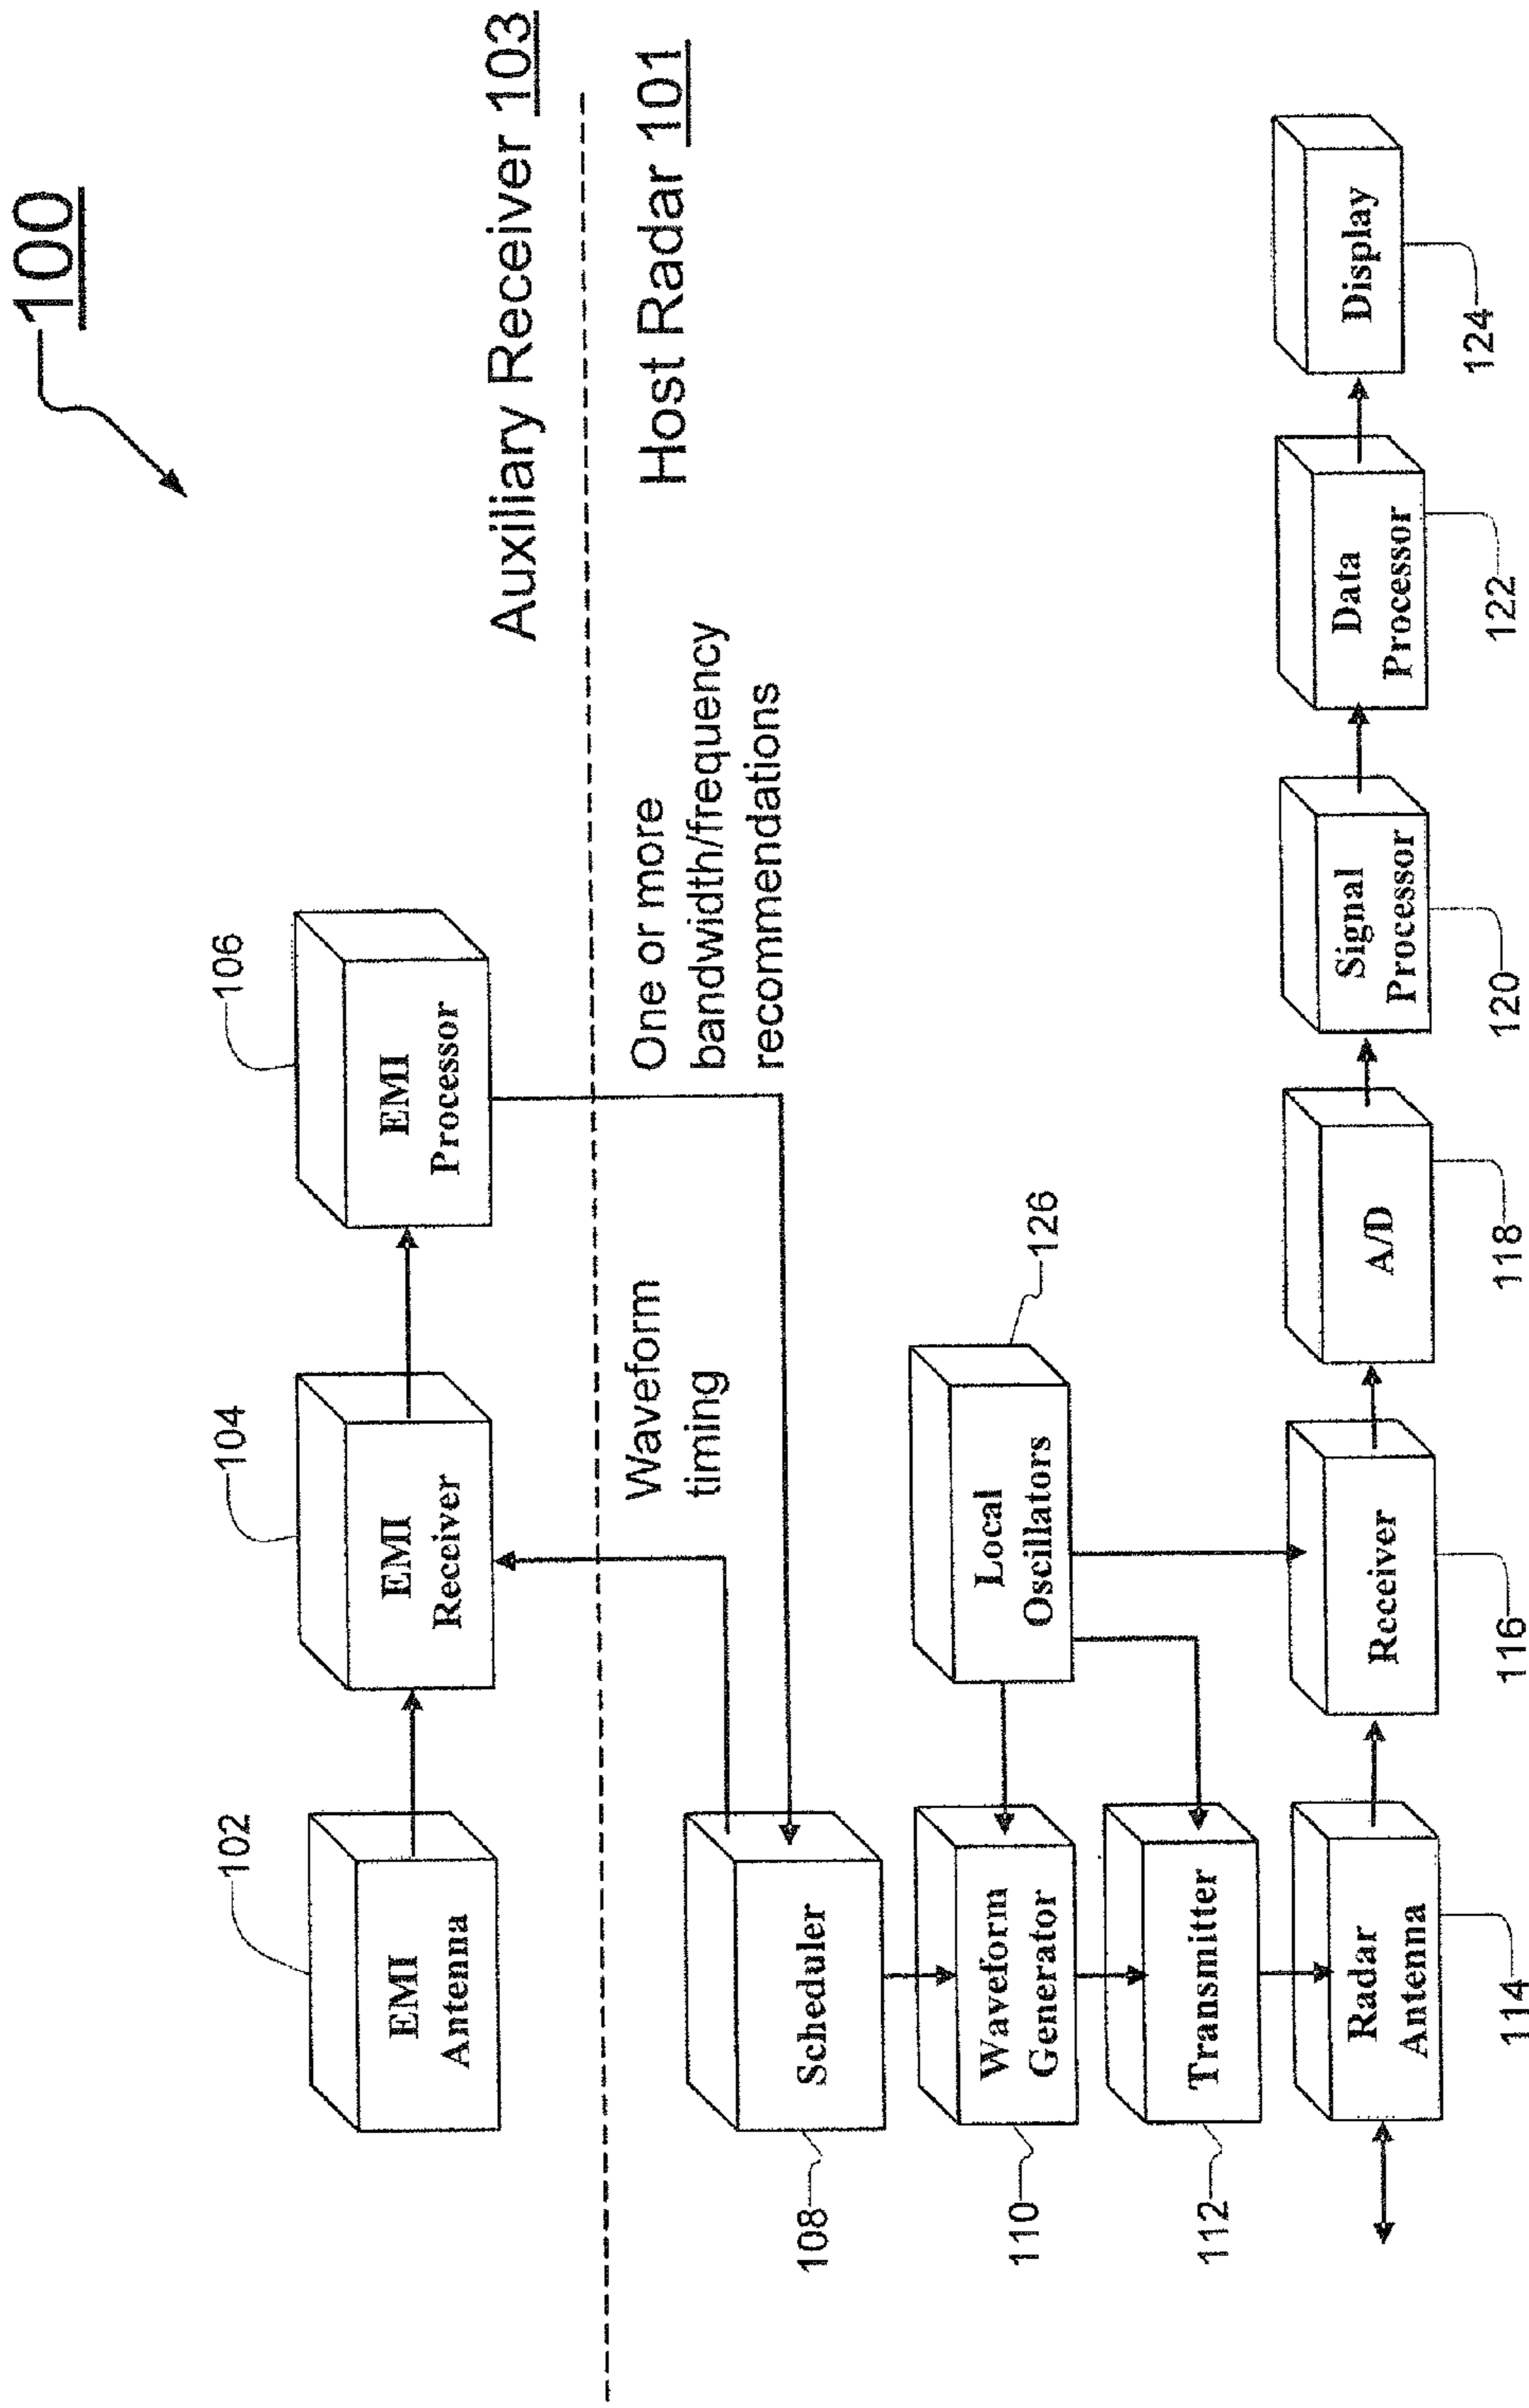 100
Auxiliary Receiver 103
Host Radar 101
102
EMI
Antenna
104
EMI
Receiver
106
EMI
Processor
Waveform
timing
One or more
bandwidth/frequency
recommendations
Scheduler
108
Local
Oscillators
126
Waveform
Generator
110
Transmitter
112
Radar
Antenna
114
Receiver
116
A/D
118
Signal
Processor
120
Data
Processor
122
Display
124